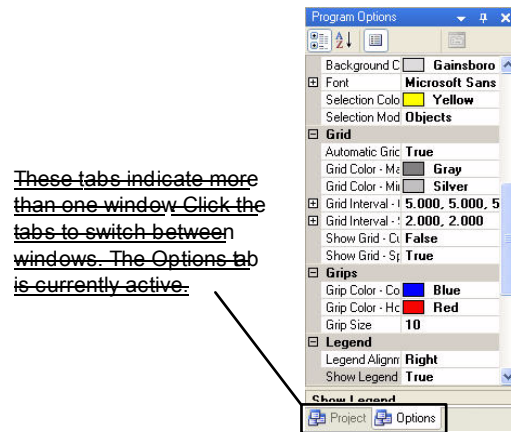 Program Options
Background C Gainsboro
Font Microsoft Sans
Selection Colo Yellow
Selection Mod Objects
Grid
Automatic Gric True
Grid Color - Ma Gray
Grid Color - Mi Silver
Grid Interval - 5.000, 5.000, 5
Grid Interval - 2.000, 2.000
Show Grid - Cu False
Show Grid - Sp True
Grips
Grip Color - Co Blue
Grip Color - Ho Red
Grip Size 10
Legend
Legend Alignm Right
Show Legend True
Show Legend
Project Options
These tabs indicate more
than one window Click the
tabs to switch between
windows. The Options tab
is currently active.